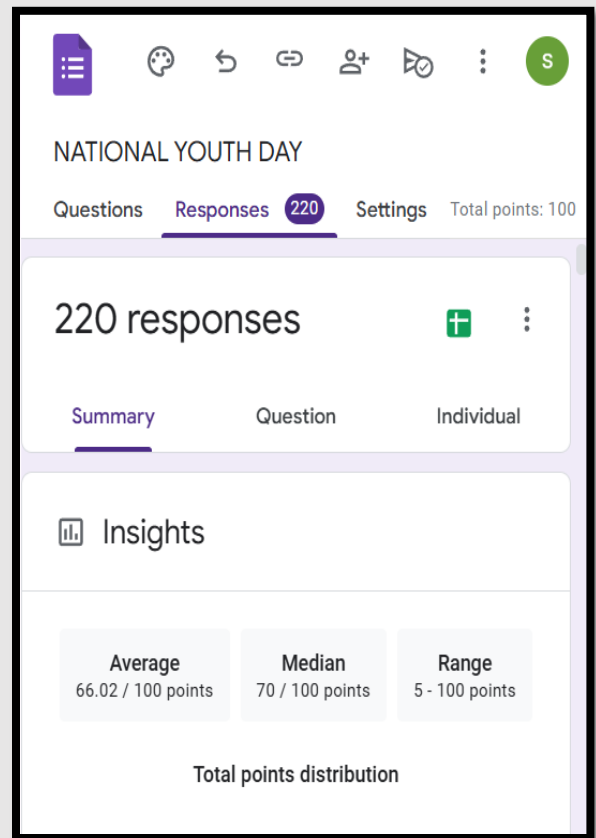 S
NATIONAL YOUTH DAY
Questions Responses 220 Settings Total points: 100
220 responses
Summary Question Individual
Insights
Average Median Range
66.02 / 100 points 70 / 100 points 5 - 100 points
Total points distribution